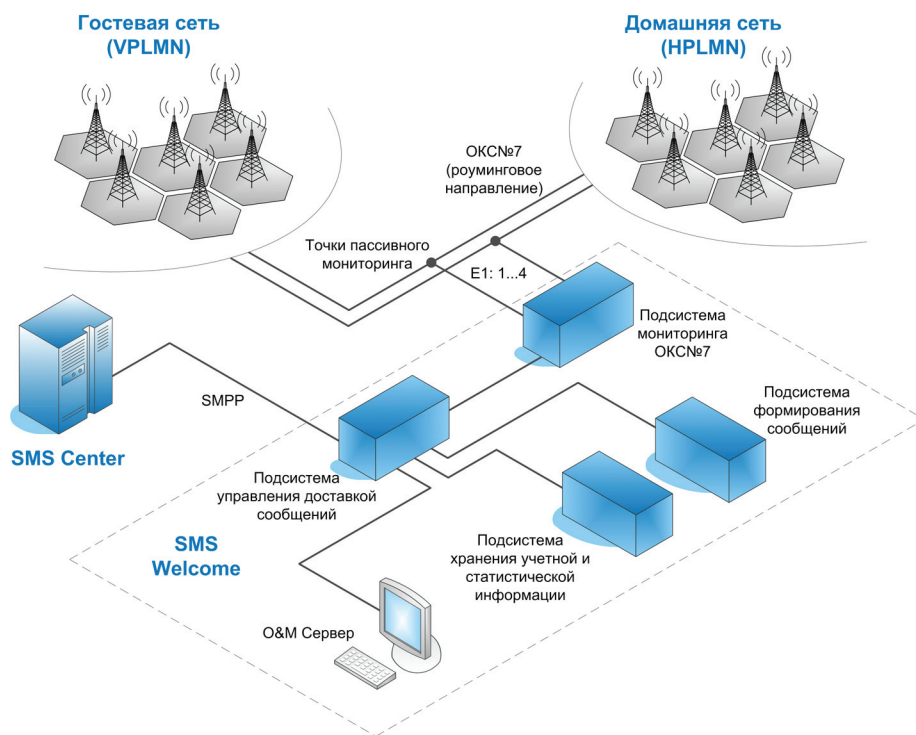 Гостевая сеть
(VPLMN)
Домашняя сеть
(HPLMN)
ОКС№7
(роуминговое
направление)
Точки пассивного
мониторинга
E1: 1...4
Подсистема
мониторинга
ОКС№7
SMPP
Подсистема
формирования
сообщений
SMS Center
Подсистема
управления доставкой
сообщений
SMS
Welcome
Подсистема
хранения учетной и
статистической
информации
O&M Сервер